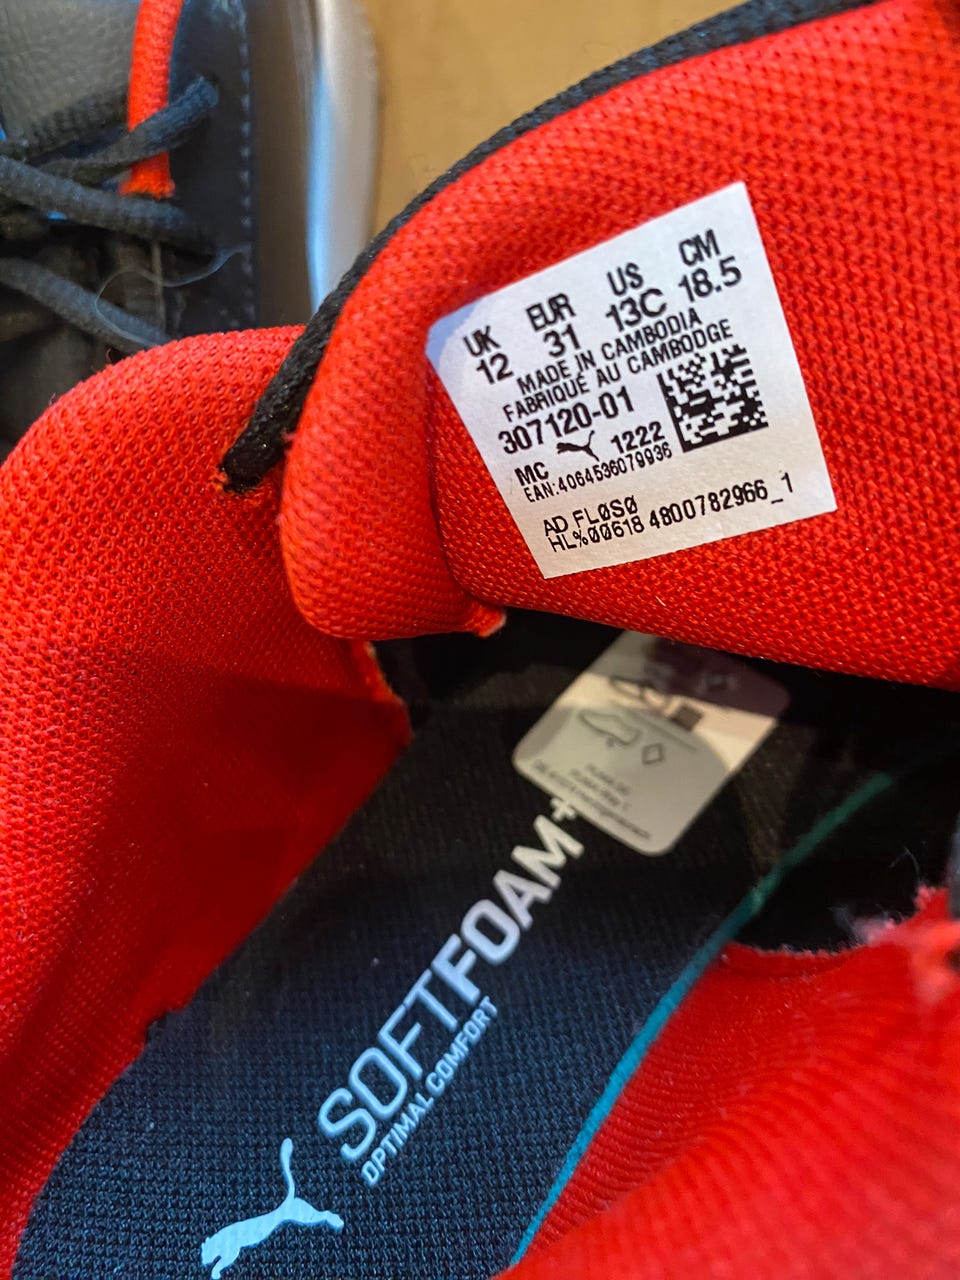 UK EUR US CM
12 31 13C 18.5
MADE IN CAMBODIA
FABRIQUÉ AU CAMBODGE
307120-01
MC 1222
EAN:4064536079936
AD FLØSØ
HL%00618 4800782966_1
SOFTFOAM+
OPTIMAL COMFORT